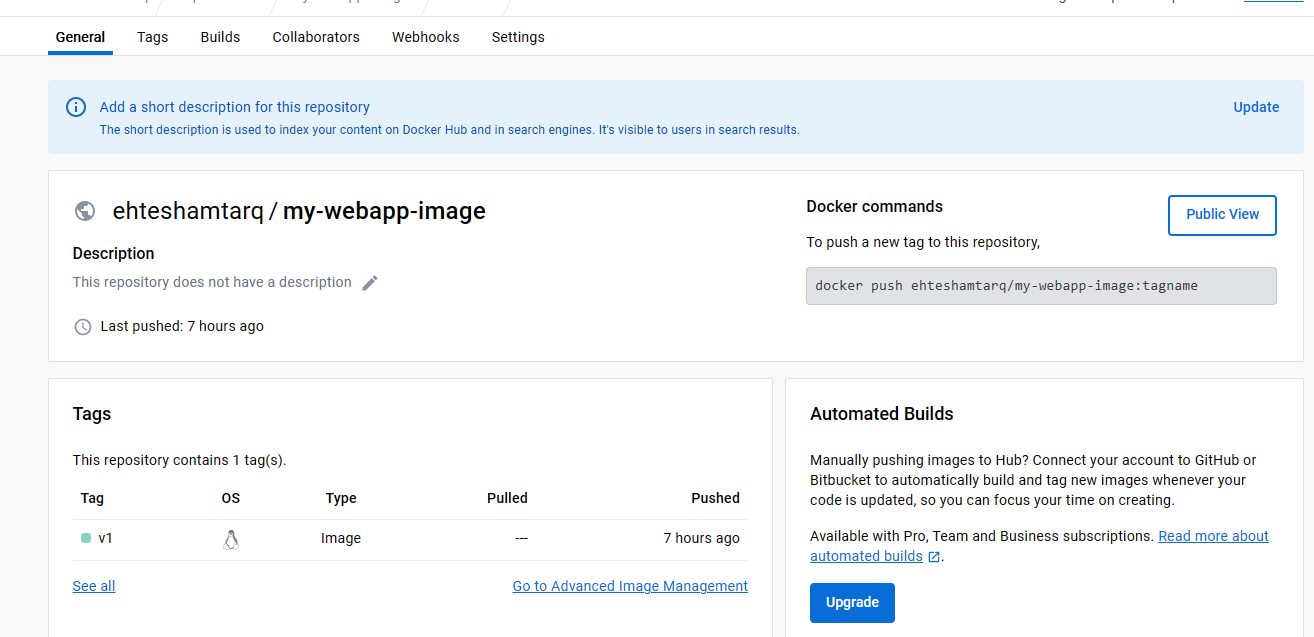 General Tags Builds Collaborators Webhooks Settings
Add a short description for this repository
Update
The short description is used to index your content on Docker Hub and in search engines. It's visible to users in search results.
ehteshamtarq / my-webapp-image
Description
This repository does not have a description
Last pushed: 7 hours ago
Docker commands
Public View
To push a new tag to this repository,
docker push ehteshamtarq/my-webapp-image:tagname
Tags
This repository contains 1 tag(s).
Tag OS Type Pulled Pushed
v1 Image --- 7 hours ago
See all Go to Advanced Image Management
Automated Builds
Manually pushing images to Hub? Connect your account to GitHub or
Bitbucket to automatically build and tag new images whenever your
code is updated, so you can focus your time on creating.
Available with Pro, Team and Business subscriptions. Read more about
automated builds .
Upgrade